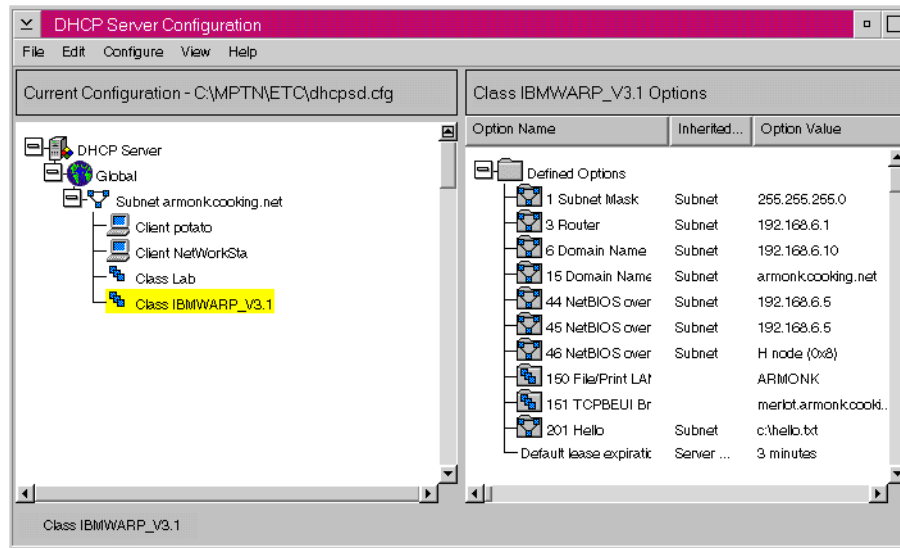 DHCP Server Configuration
File Edit Configure View Help
Current Configuration - C:\MPTN\ETC\dhcpsd.cfg
DHCP Server
Global
Subnet armonk.cooking.net
Client potato
Client NetWorkSta
Class Lab
Class IBMWARP_V3.1
Class IBMWARP_V3.1 Options
Option Name Inherited... Option Value
Defined Options
1 Subnet Mask Subnet 255.255.255.0
3 Router Subnet 192.168.6.1
6 Domain Name Subnet 192.168.6.10
15 Domain Name Subnet armonk.cooking.net
44 NetBIOS over Subnet 192.168.6.5
45 NetBIOS over Subnet 192.168.6.5
46 NetBIOS over Subnet H node (0x8)
150 File/Print LAN ARMONK
151 TCPBEUI Br merlot.armonk.cooki..
201 Hello Subnet c:\hello.txt
Default lease expiratic Server ... 3 minutes
Class IBMWARP_V3.1